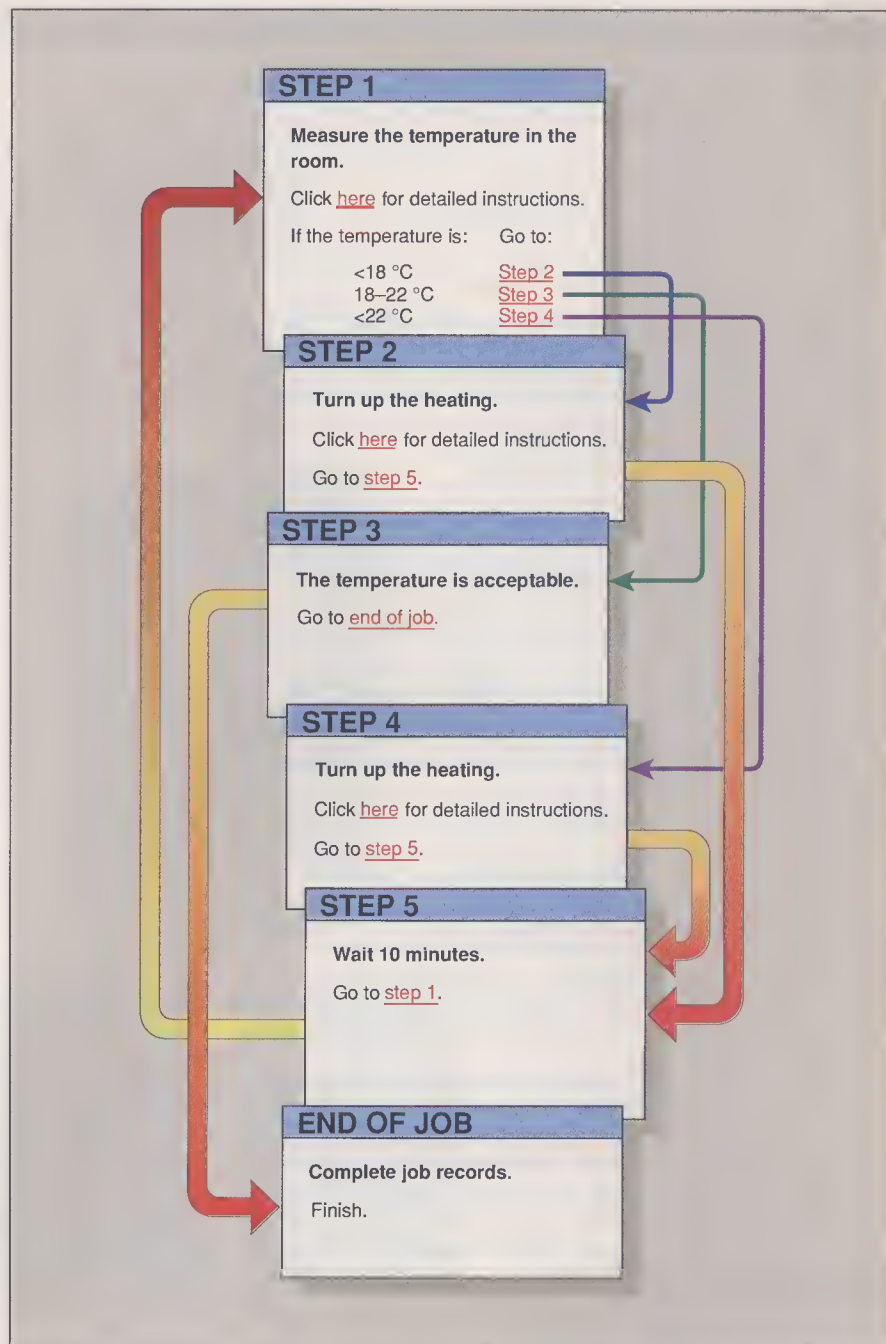 STEP 1
Measure the temperature in the
room.
Click here for detailed instructions.
If the temperature is: Go to:
<18 °C Step 2
18–22 °C Step 3
<22 °C Step 4
STEP 2
Turn up the heating.
Click here for detailed instructions.
Go to step 5.
STEP 3
The temperature is acceptable.
Go to end of job.
STEP 4
Turn up the heating.
Click here for detailed instructions.
Go to step 5.
STEP 5
Wait 10 minutes.
Go to step 1.
END OF JOB
Complete job records.
Finish.